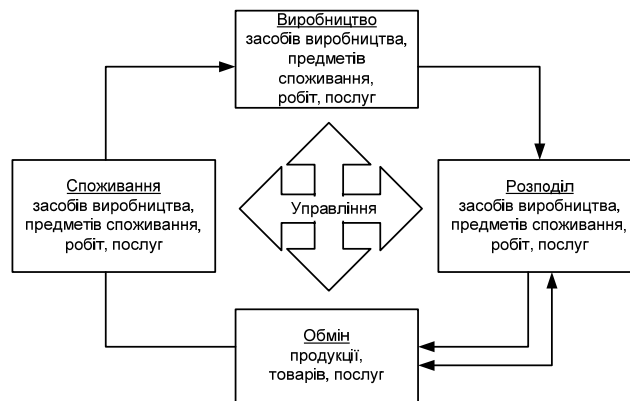 Виробництво
засобів виробництва,
предметів
споживання,
робіт, послуг
Споживання
засобів виробництва,
предметів споживання,
робіт, послуг
Управління
Розподіл
засобів виробництва,
предметів споживання,
робіт, послуг
Обмін
продукції,
товарів, послуг